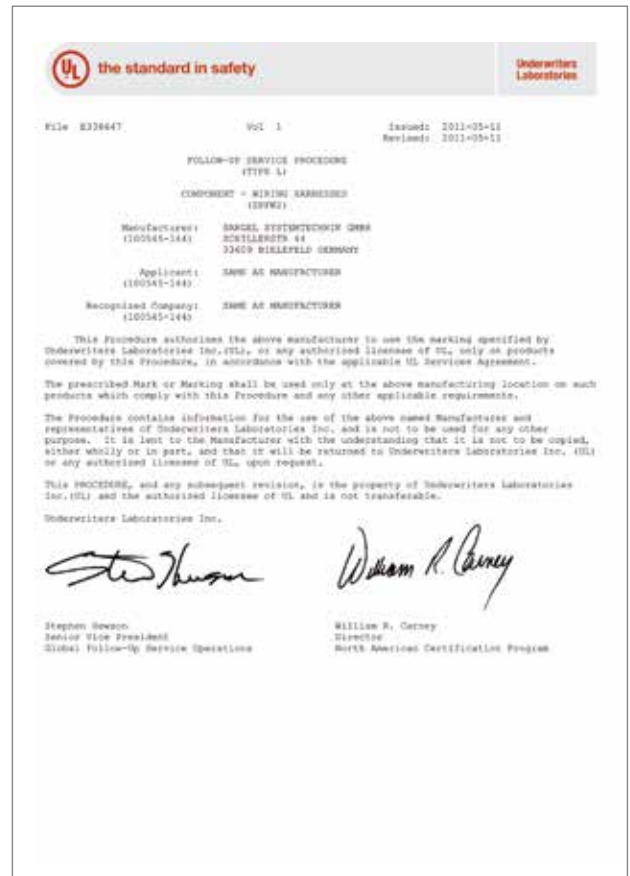 UL the standard in safety
Underwriters
Laboratories
File E338647 Vol 1 Issued: 2011-05-11
Revised: 2011-05-11
FOLLOW-UP SERVICE PROCEDURE
(TYPE L)
COMPONENT - WIRING HARNESSES
(ZPFW2)
Manufacturer: SYSTEMTECHNIK GMBH
(100565-144) SCHILLERSTR 44
33609 BIELEFELD GERMANY
Applicant: SAME AS MANUFACTURER
(100565-144)
Recognized Company: SAME AS MANUFACTURER
(100565-144)
This Procedure authorizes the above manufacturer to use the marking specified by
Underwriters Laboratories Inc.(UL), or any authorized licensee of UL, only on products
covered by this Procedure, in accordance with the applicable UL Services Agreement.
The prescribed Mark or Marking shall be used only at the above manufacturing location on such
products which comply with this Procedure and any other applicable requirements.
The Procedure contains information for the use of the above named Manufacturer and
representatives of Underwriters Laboratories Inc. and is not to be used for any other
purpose. It is lent to the Manufacturer with the understanding that it is not to be copied,
either wholly or in part, and that it will be returned to Underwriters Laboratories Inc. (UL)
or any authorized licensee of UL, upon request.
This PROCEDURE, and any subsequent revision, is the property of Underwriters Laboratories
Inc.(UL) and the authorized licensee of UL and is not transferable.
Underwriters Laboratories Inc.
William R. Carney
Stephen Hewson William R. Carney
Senior Vice President Director
Global Follow-Up Service Operations North American Certification Program